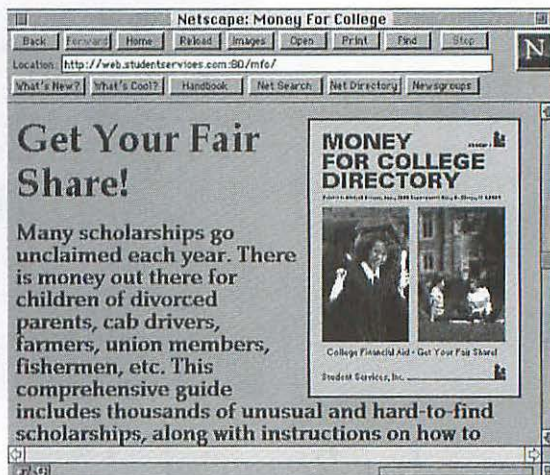 Netscape: Money For College
Back Forward Home Reload Images Open Print Find Stop
N
Location: http://web.studentservices.com:80/mfo/
What's New? What's Cool? Handbook Net Search Net Directory Newsgroups
Get Your Fair
Share!
Many scholarships go
unclaimed each year. There
is money out there for
children of divorced
parents, cab drivers,
farmers, union members,
fishermen, etc. This
comprehensive guide
includes thousands of unusual and hard-to-find
scholarships, along with instructions on how to
MONEY
FOR COLLEGE
DIRECTORY
College Financial Aid • Get Your Fair Share!
Student Services, Inc.